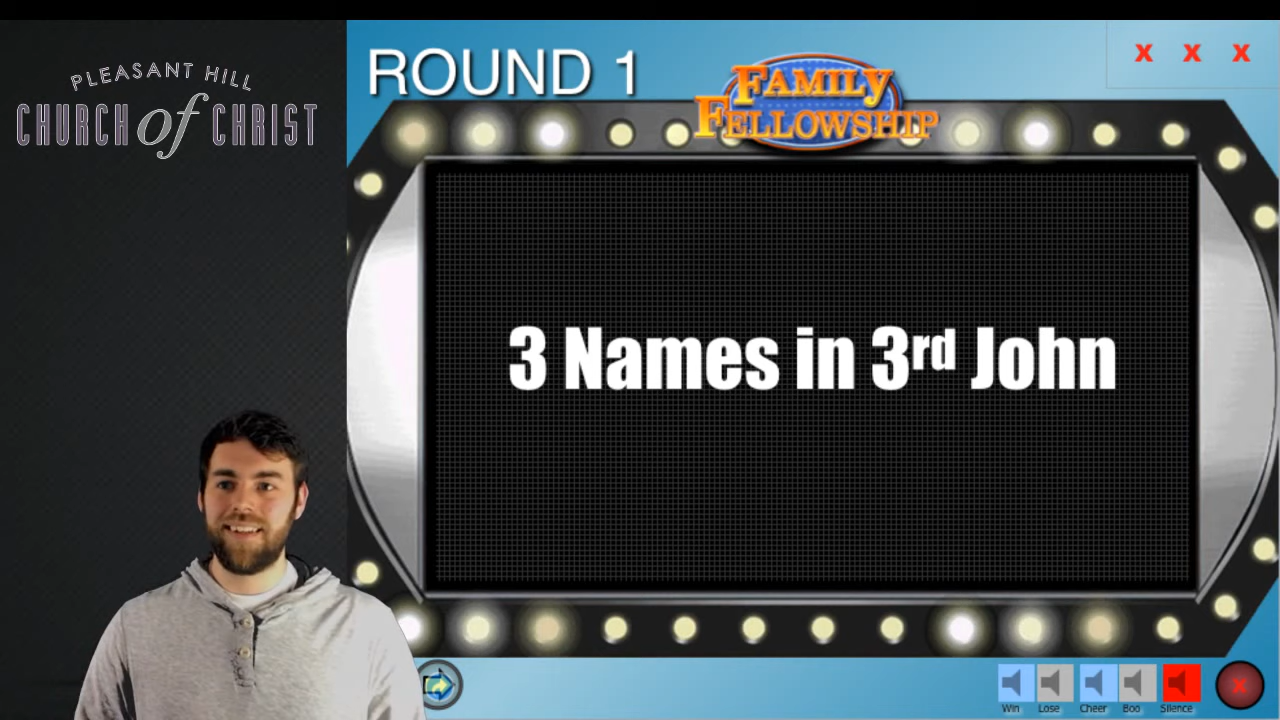 PLEASANT HILL
CHURCH of CHRIST
ROUND 1
FAMILY
FELLOWSHIP
X X X
3 Names in 3rd John
Win Lose Cheer Boo Silence
X